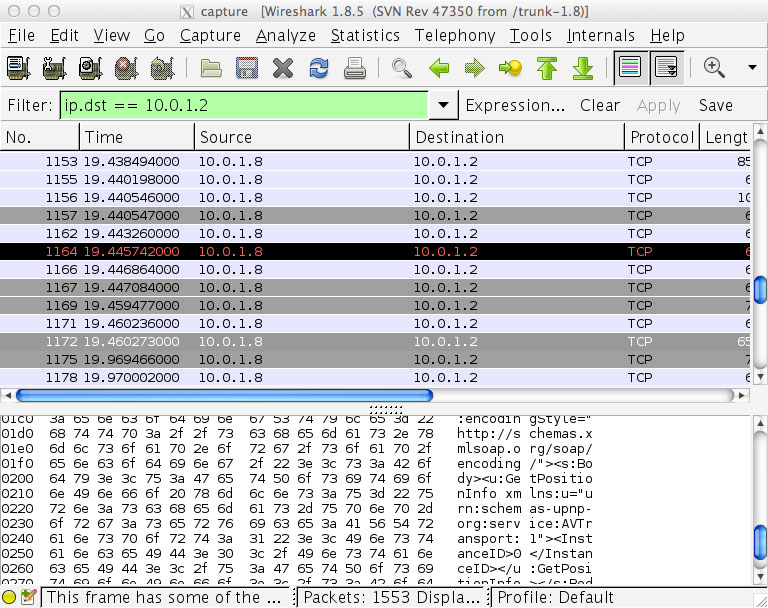 capture [Wireshark 1.8.5 (SVN Rev 47350 from /trunk-1.8)]
File Edit View Go Capture Analyze Statistics Telephony Tools Internals Help
Filter: ip.dst == 10.0.1.2 Expression... Clear Apply Save
No. Time Source Destination Protocol Lengt
1153 19.438494000 10.0.1.8 10.0.1.2 TCP 85
1155 19.440198000 10.0.1.8 10.0.1.2 TCP 6
1156 19.440546000 10.0.1.8 10.0.1.2 TCP 10
1157 19.440547000 10.0.1.8 10.0.1.2 TCP 6
1162 19.443260000 10.0.1.8 10.0.1.2 TCP 6
1164 19.445742000 10.0.1.8 10.0.1.2 TCP 6
1166 19.446864000 10.0.1.8 10.0.1.2 TCP 6
1167 19.447084000 10.0.1.8 10.0.1.2 TCP 6
1169 19.459477000 10.0.1.8 10.0.1.2 TCP 7
1171 19.460236000 10.0.1.8 10.0.1.2 TCP 6
1172 19.460273000 10.0.1.8 10.0.1.2 TCP 65
1175 19.969466000 10.0.1.8 10.0.1.2 TCP 7
1178 19.970002000 10.0.1.8 10.0.1.2 TCP 6
01c0 3a 65 6e 63 6f 64 69 6e 67 53 74 79 6c 65 3d 22 :encodin gStyle="
01d0 68 74 74 70 3a 2f 2f 73 63 68 65 6d 61 73 2e 78 http://s chemas.x
01e0 6d 6c 73 6f 61 70 2e 6f 72 67 2f 73 6f 61 70 2f mlsoap.o rg/soap/
01f0 65 6e 63 6f 64 69 6e 67 2f 22 3e 3c 73 3a 42 6f encoding /"><s:Bo
0200 64 79 3e 3c 75 3a 47 65 74 50 6f 73 69 74 69 6f dy><u:Ge tPositio
0210 6e 49 6e 66 6f 20 78 6d 6c 6e 73 3a 75 3d 22 75 nInfo xm lns:u="u
0220 72 6e 3a 73 63 68 65 6d 61 73 2d 75 70 6e 70 2d rn:schem as-upnp-
0230 6f 72 67 3a 73 65 72 76 69 63 65 3a 41 56 54 72 org:serv ice:AVTr
0240 61 6e 73 70 6f 72 74 3a 31 22 3e 3c 49 6e 73 74 ansport: 1"><Inst
0250 61 6e 63 65 49 44 3e 30 3c 2f 49 6e 73 74 61 6e anceID>0 </Instan
0260 63 65 49 44 3e 3c 2f 75 3a 47 65 74 50 6f 73 69 ceID></u :GetPosi
0270 74 69 6f 6e 49 6e 66 6f 3e 3c 2f 73 3a 42 6f 64 tionInfo ></s:Bod
This frame has some of the ... Packets: 1553 Displa... Profile: Default